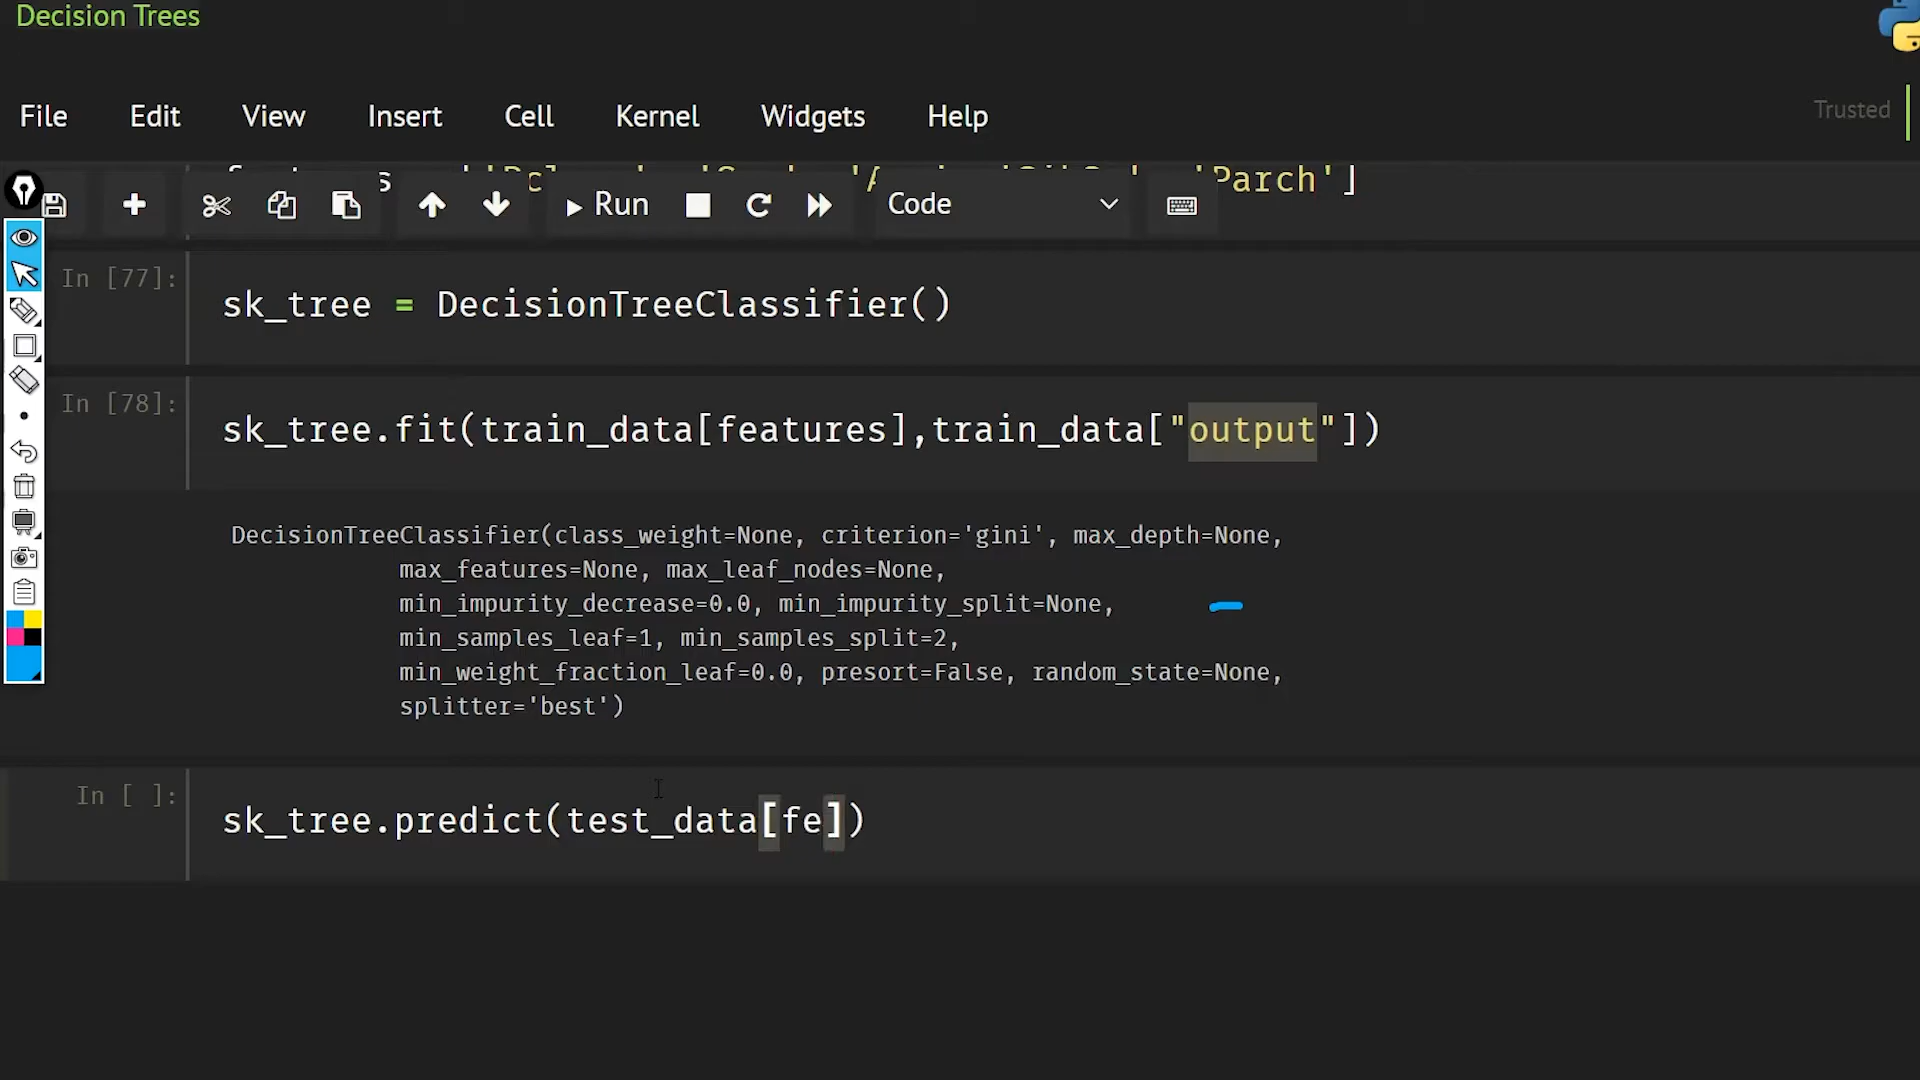 Decision Trees
File Edit View Insert Cell Kernel Widgets Help Trusted
'Parch']
Run Code
In [77]: sk_tree = DecisionTreeClassifier()
In [78]: sk_tree.fit(train_data[features],train_data["output"])
DecisionTreeClassifier(class_weight=None, criterion='gini', max_depth=None,
max_features=None, max_leaf_nodes=None,
min_impurity_decrease=0.0, min_impurity_split=None,
min_samples_leaf=1, min_samples_split=2,
min_weight_fraction_leaf=0.0, presort=False, random_state=None,
splitter='best')
In [ ]: sk_tree.predict(test_data[fe])